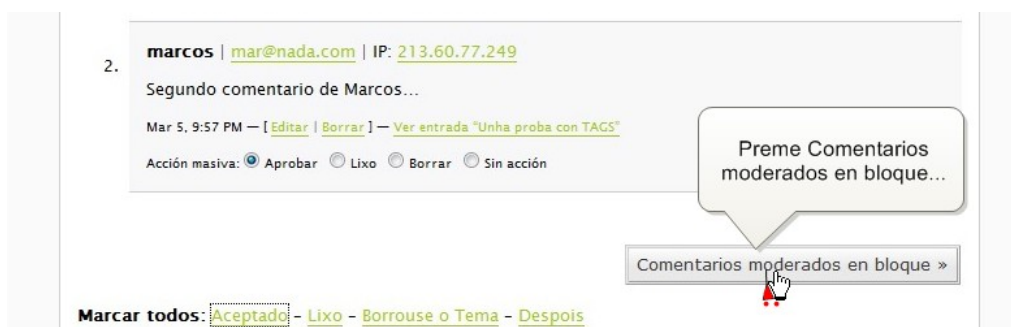 2.
marcos | mar@nada.com | IP: 213.60.77.249
Segundo comentario de Marcos...
Mar 5, 9:57 PM — [ Editar | Borrar ] — Ver entrada "Unha proba con TAGS"
Acción masiva: Aprobar Lixo Borrar Sin acción
Preme Comentarios
moderados en bloque...
Comentarios moderados en bloque »
Marcar todos: Aceptado - Lixo - Borrouse o Tema - Despois